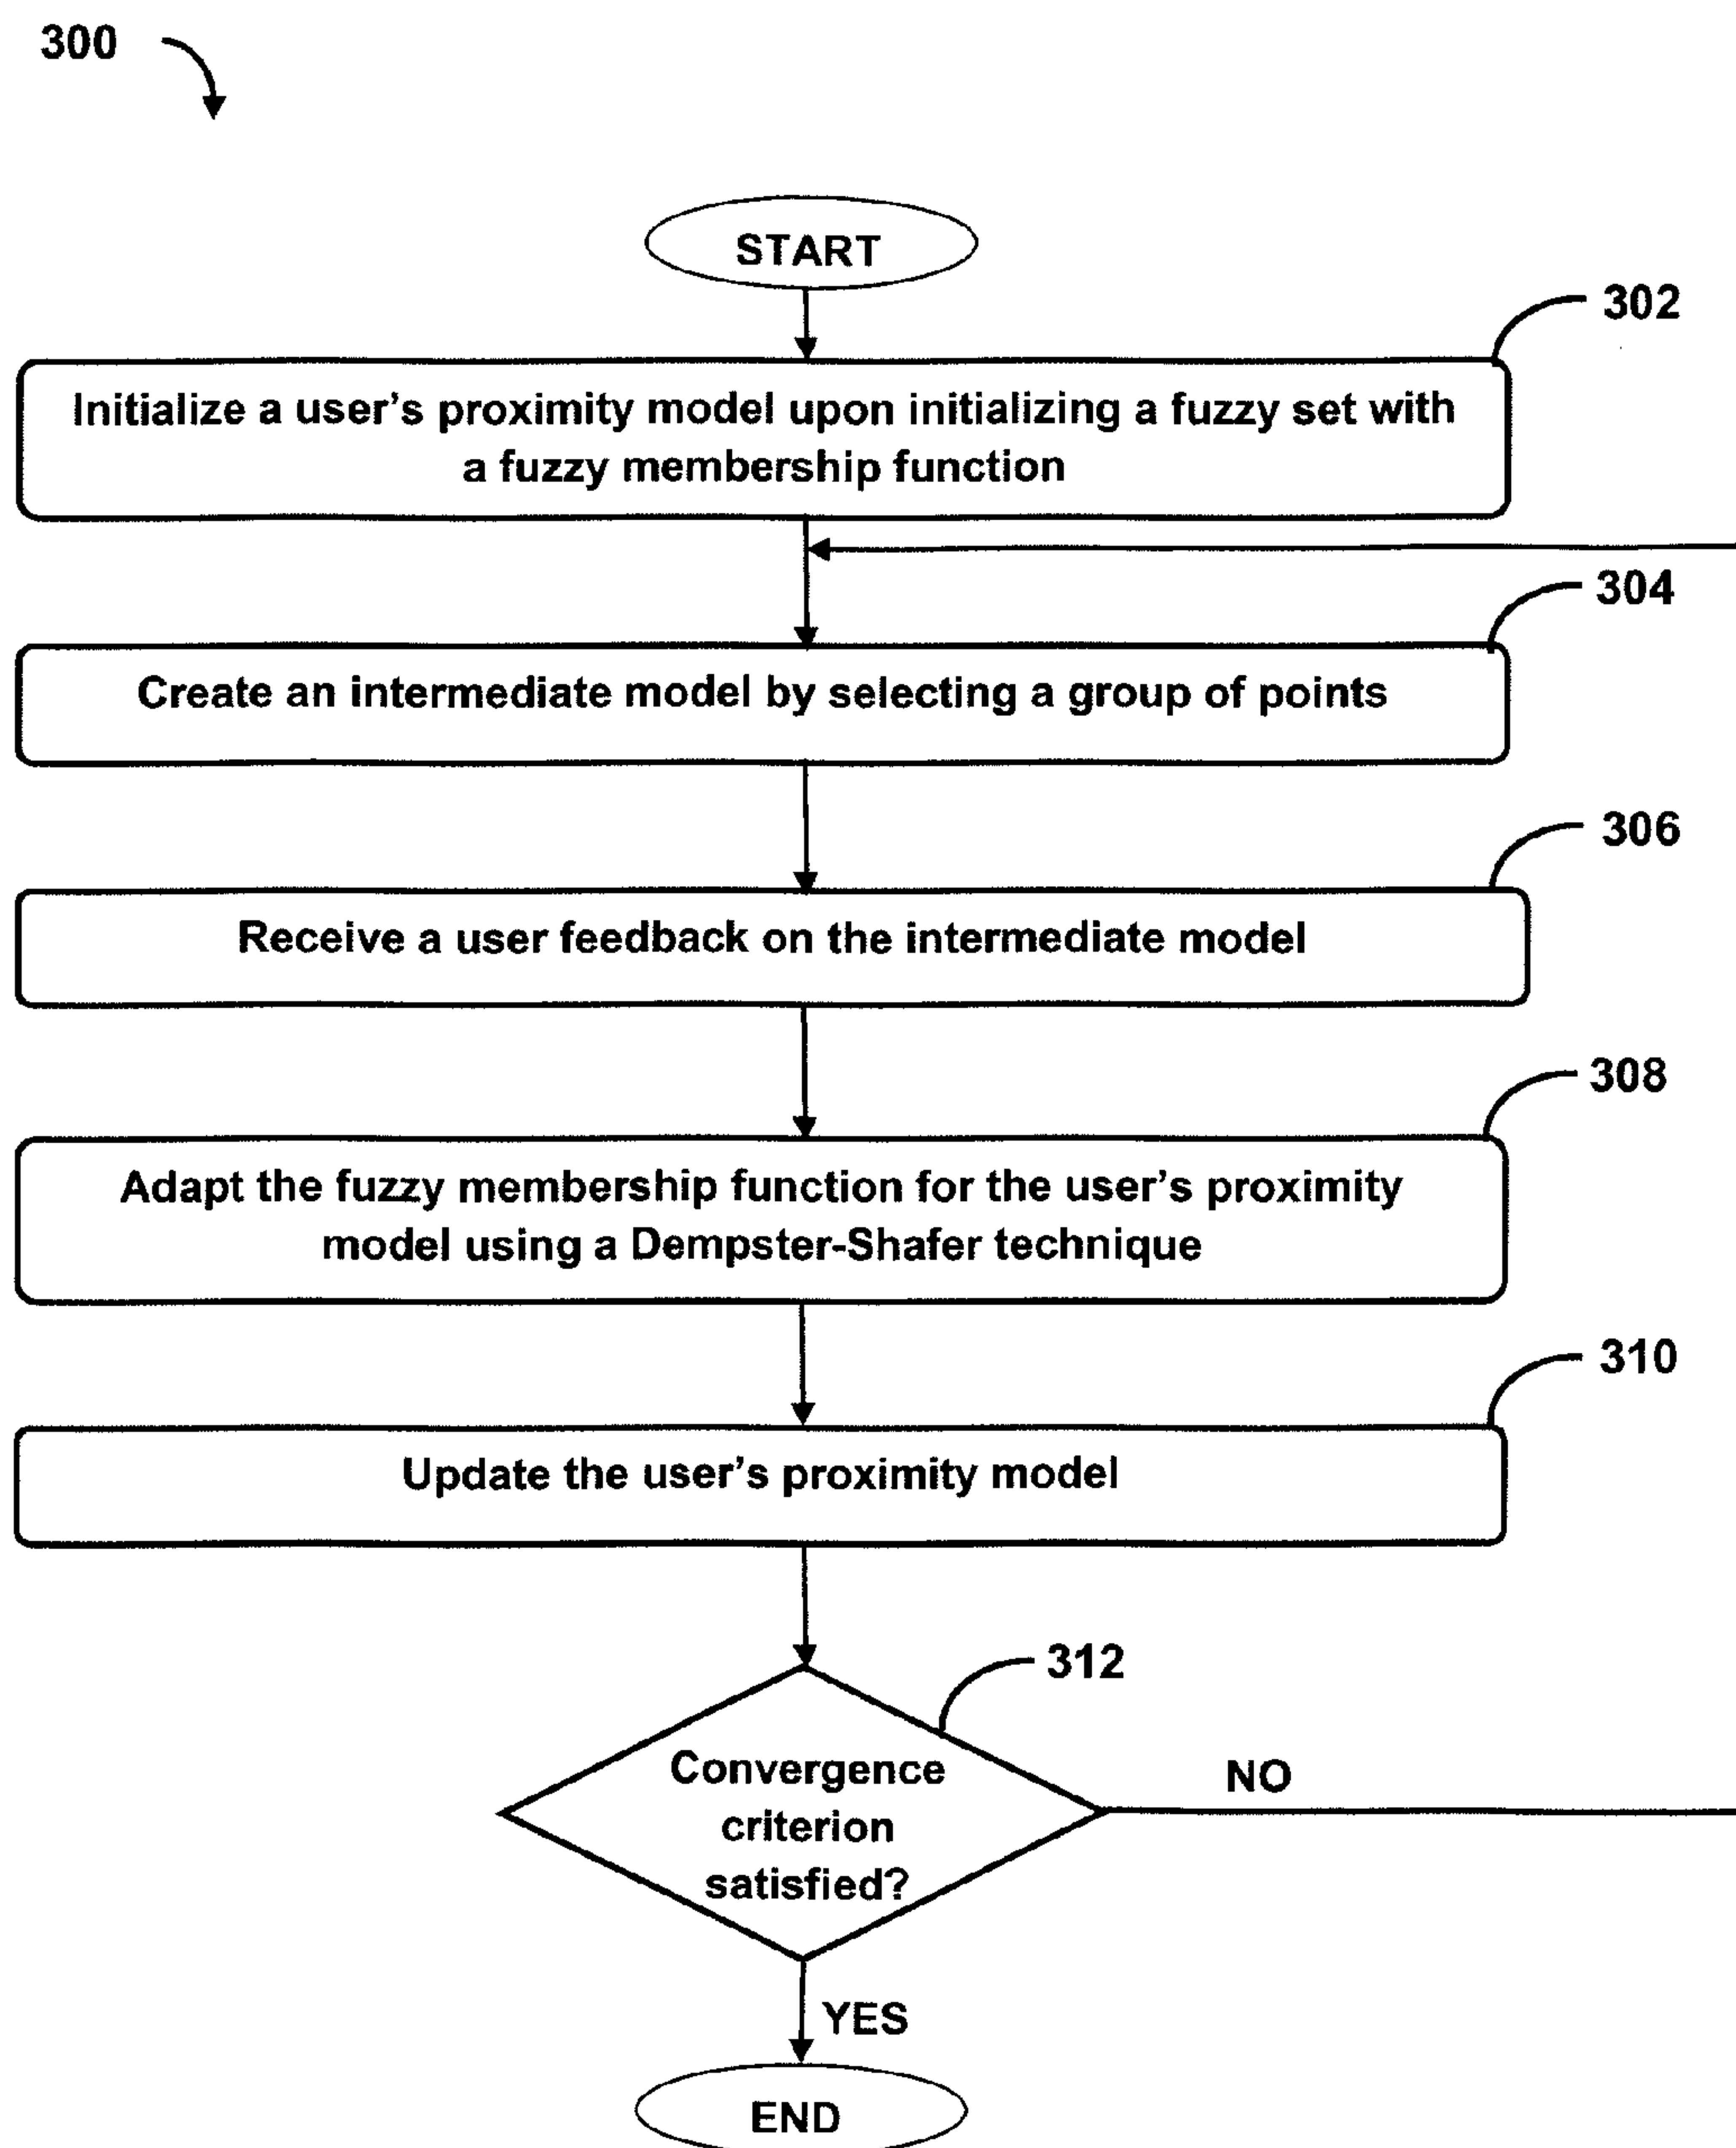 300
START
302
Initialize a user's proximity model upon initializing a fuzzy set with
a fuzzy membership function
304
Create an intermediate model by selecting a group of points
306
Receive a user feedback on the intermediate model
308
Adapt the fuzzy membership function for the user's proximity
model using a Dempster-Shafer technique
310
Update the user's proximity model
312
Convergence
criterion
satisfied?
NO
YES
END